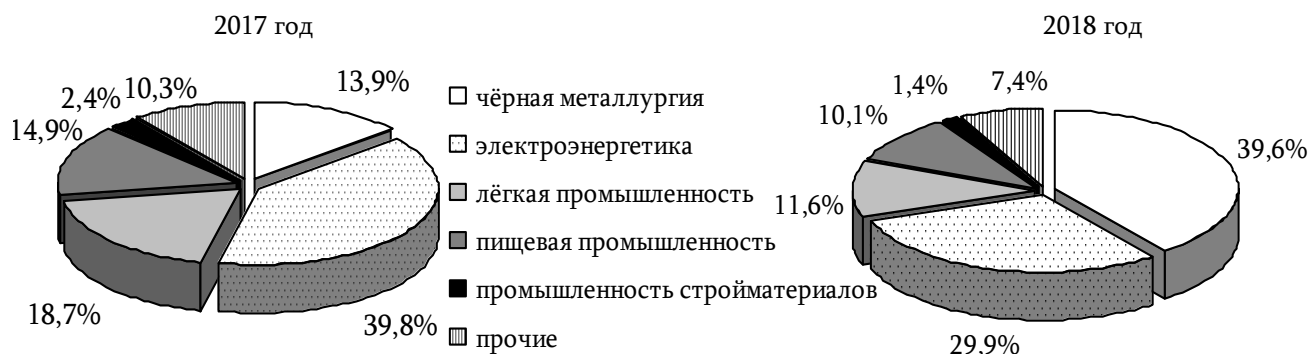 2017 год
13,9%
39,8%
18,7%
14,9%
2,4%
10,3%
чёрная металлургия
электроэнергетика
лёгкая промышленность
пищевая промышленность
промышленность стройматериалов
прочие
2018 год
39,6%
29,9%
11,6%
10,1%
1,4%
7,4%